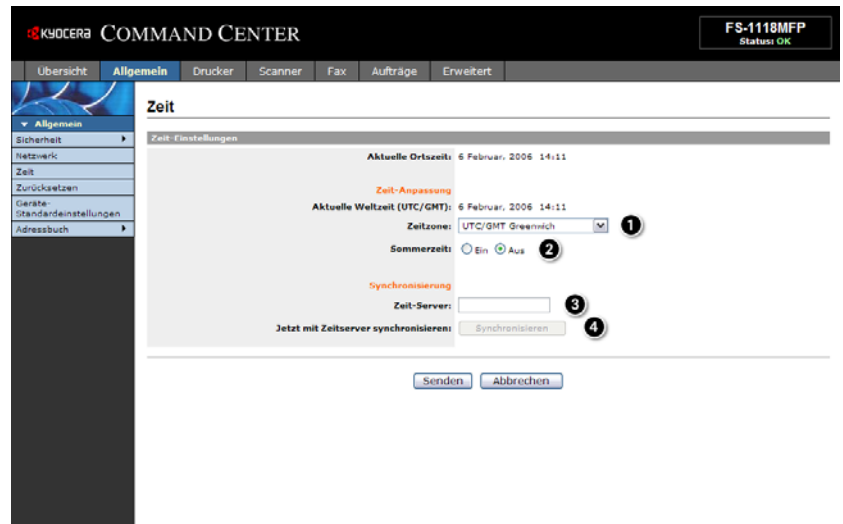 KYOCERA COMMAND CENTER
FS-1118MFP
Status: OK
Übersicht Allgemein Drucker Scanner Fax Aufträge Erweitert
Allgemein
Sicherheit
Netzwerk
Zeit
Zurücksetzen
Geräte-
Standardeinstellungen
Adressbuch
Zeit
Zeit-Einstellungen
Aktuelle Ortszeit: 6 Februar, 2006 14:11
Zeit-Anpassung
Aktuelle Weltzeit (UTC/GMT): 6 Februar, 2006 14:11
Zeitzone: UTC/GMT Greenwich 1
Sommerzeit: Ein Aus 2
Synchronisierung
Zeit-Server: 3
Jetzt mit Zeitserver synchronisieren: Synchronisieren 4
Senden Abbrechen